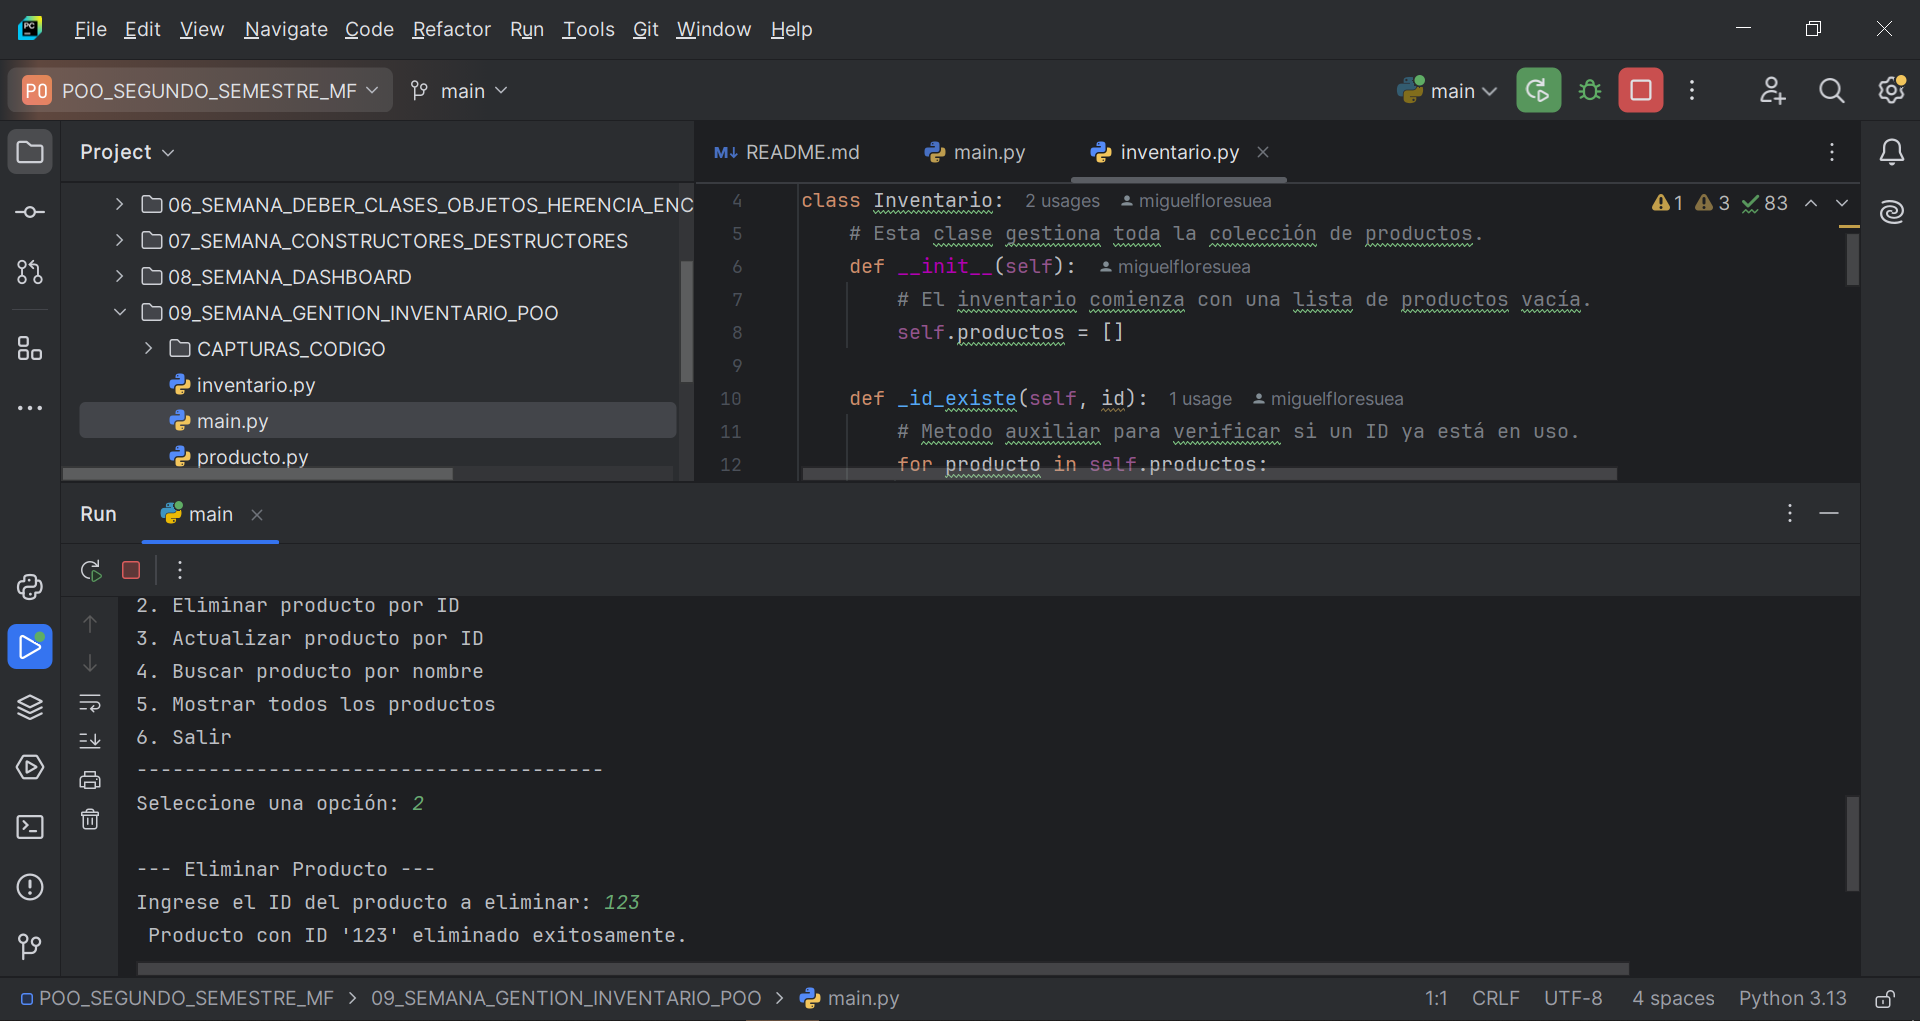 PC
File Edit View Navigate Code Refactor Run Tools Git Window Help
PO POO_SEGUNDO_SEMESTRE_MF main main
Project
06_SEMANA_DEBER_CLASES_OBJETOS_HERENCIA_ENC
07_SEMANA_CONSTRUCTORES_DESTRUCTORES
08_SEMANA_DASHBOARD
09_SEMANA_GENTION_INVENTARIO_POO
CAPTURAS_CODIGO
inventario.py
main.py
producto.py
M↓ README.md main.py inventario.py
4 class Inventario: 2 usages miguelfloresuea
1 3 83
5 # Esta clase gestiona toda la colección de productos.
6 def __init__(self): miguelfloresuea
7 # El inventario comienza con una lista de productos vacía.
8 self.productos = []
9
10 def _id_existe(self, id): 1 usage miguelfloresuea
11 # Metodo auxiliar para verificar si un ID ya está en uso.
12 for producto in self.productos:
Run main
2. Eliminar producto por ID
3. Actualizar producto por ID
4. Buscar producto por nombre
5. Mostrar todos los productos
6. Salir
---------------------------------------
Seleccione una opción: 2
--- Eliminar Producto ---
Ingrese el ID del producto a eliminar: 123
Producto con ID '123' eliminado exitosamente.
POO_SEGUNDO_SEMESTRE_MF > 09_SEMANA_GENTION_INVENTARIO_POO > main.py
1:1 CRLF UTF-8 4 spaces Python 3.13